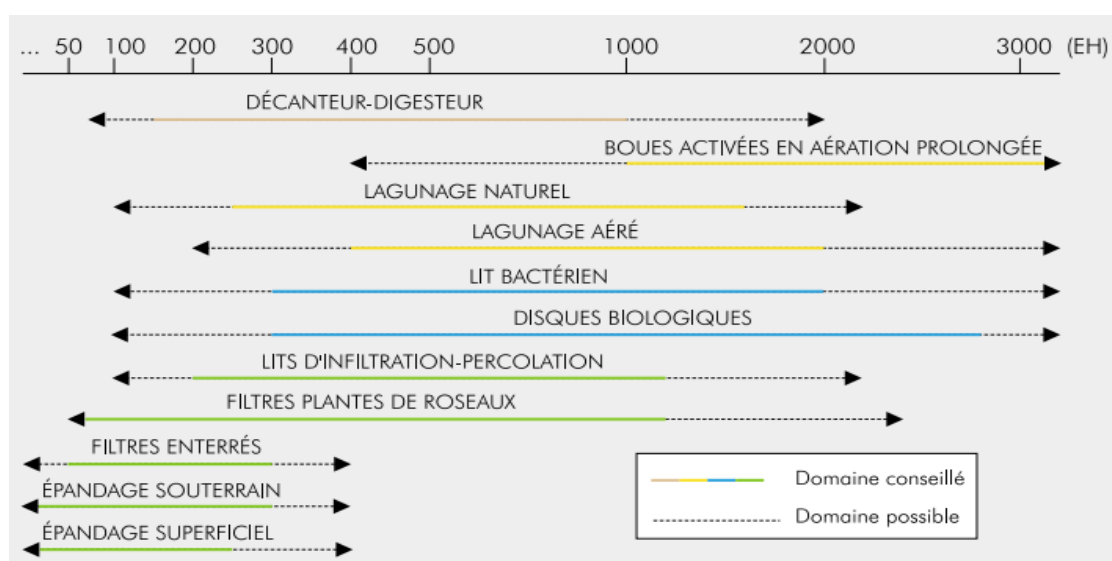 ... 50 100 200 300 400 500 1000 2000 3000 (EH)
DÉCANTEUR-DIGESTEUR
BOUES ACTIVÉES EN AÉRATION PROLONGÉE
LAGUNAGE NATUREL
LAGUNAGE AÉRÉ
LIT BACTÉRIEN
DISQUES BIOLOGIQUES
LITS D'INFILTRATION-PERCOLATION
FILTRES PLANTES DE ROSEAUX
FILTRES ENTERRÉS
ÉPANDAGE SOUTERRAIN
ÉPANDAGE SUPERFICIEL
Domaine conseillé
Domaine possible